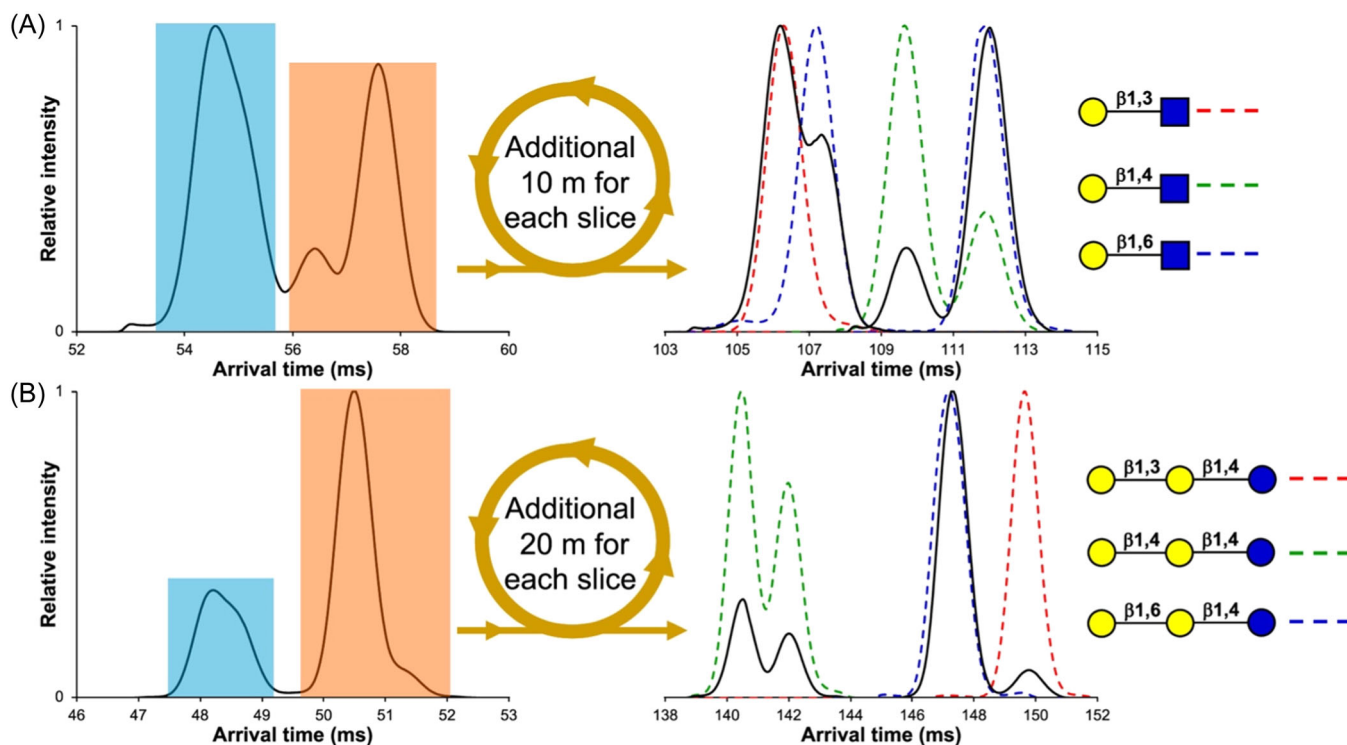 (A)
Relative intensity
1
0
52 54 56 58 60
Arrival time (ms)
Additional
10 m for
each slice
103 105 107 109 111 113 115
Arrival time (ms)
β1,3
β1,4
β1,6
(B)
Relative intensity
1
0
46 47 48 49 50 51 52 53
Arrival time (ms)
Additional
20 m for
each slice
138 140 142 144 146 148 150 152
Arrival time (ms)
β1,3 β1,4
β1,4 β1,4
β1,6 β1,4